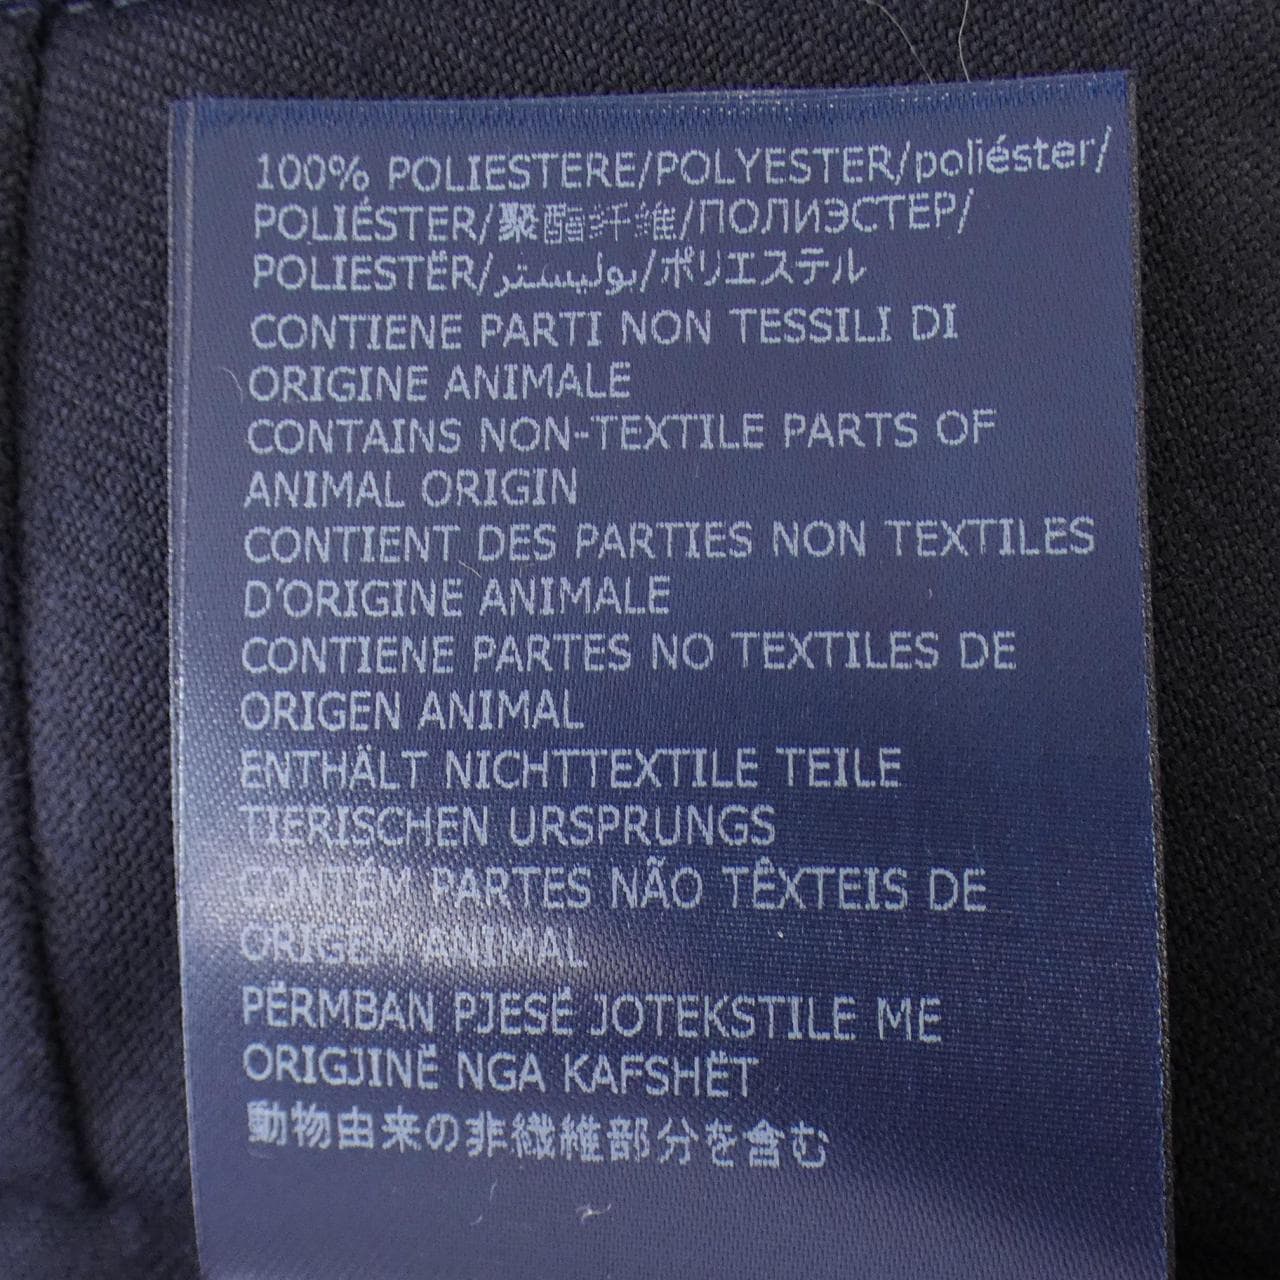 100% POLIESTERE/POLYESTER/poliéster/
POLIÉSTER/聚酯纤维/ПОЛИЭСТЕР/
POLIESTËR/بوليستر/ポリエステル
CONTIENE PARTI NON TESSILI DI
ORIGINE ANIMALE
CONTAINS NON-TEXTILE PARTS OF
ANIMAL ORIGIN
CONTIENT DES PARTIES NON TEXTILES
D'ORIGINE ANIMALE
CONTIENE PARTES NO TEXTILES DE
ORIGEN ANIMAL
ENTHÄLT NICHTTEXTILE TEILE
TIERISCHEN URSPRUNGS
CONTÉM PARTES NÃO TÊXTEIS DE
ORIGEM ANIMAL
PËRMBAN PJESË JOTEKSTILE ME
ORIGJINË NGA KAFSHËT
動物由来の非繊維部分を含む